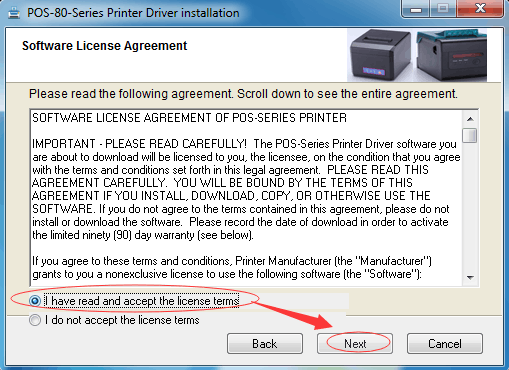 POS-80-Series Printer Driver installation
Software License Agreement
Please read the following agreement. Scroll down to see the entire agreement.
SOFTWARE LICENSE AGREEMENT OF POS-SERIES PRINTER
IMPORTANT - PLEASE READ CAREFULLY!  The POS-Series Printer Driver software you
are about to download will be licensed to you, the licensee, on the condition that you agree
with the terms and conditions set forth in this legal agreement.  PLEASE READ THIS
AGREEMENT CAREFULLY.  YOU WILL BE BOUND BY THE TERMS OF THIS
AGREEMENT IF YOU INSTALL, DOWNLOAD, COPY, OR OTHERWISE USE THE
SOFTWARE. If you do not agree to the terms contained in this agreement, please do not
install or download the software.  Please record the date of download in order to activate
the limited ninety (90) day warranty (see below).
If you agree to these terms and conditions, Printer Manufacturer (the "Manufacturer")
grants to you a nonexclusive license to use the following software (the "Software"):
I have read and accept the license terms
I do not accept the license terms
Back
Next
Cancel